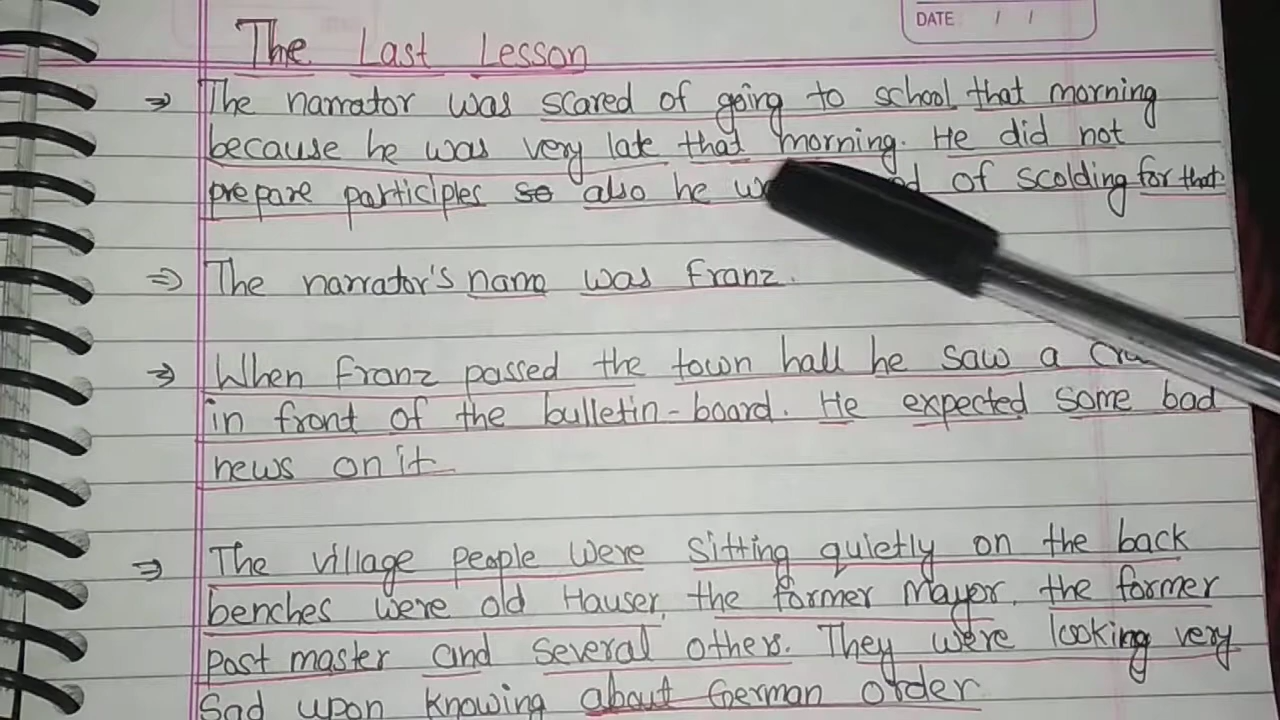 DATE / /
The Last Lesson
⇒ The narrator was scared of going to school that morning
because he was very late that morning. He did not
prepare participles so also he of scolding for that
⇒ The narrator's name was Franz.
⇒ When Franz passed the town hall he saw a
in front of the bulletin-board. He expected some bad
news on it
⇒ The village people were sitting quietly on the back
benches were old Hauser, the former Mayor, the former
post master and several others. They were looking very
sad upon knowing about German order